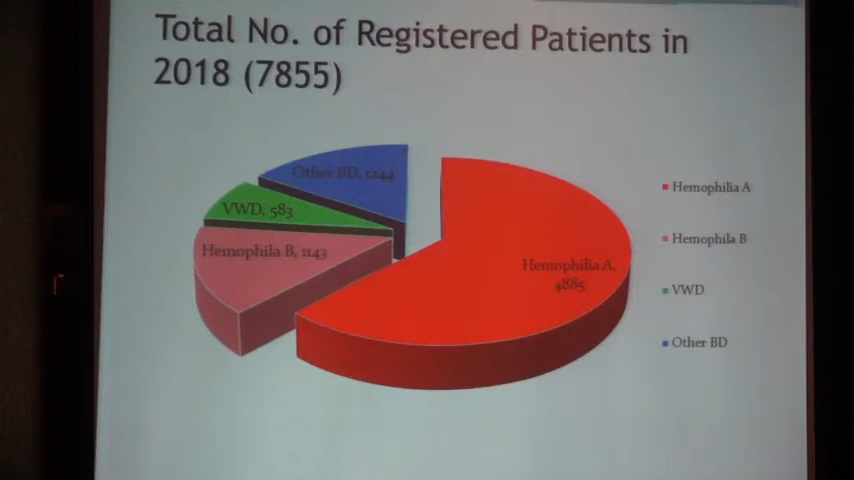 Total No. of Registered Patients in
2018 (7855)
Other BD, 1244
VWD, 583
Hemophila B, 1143
Hemophilia A,
4885
Hemophilia A
Hemophila B
VWD
Other BD